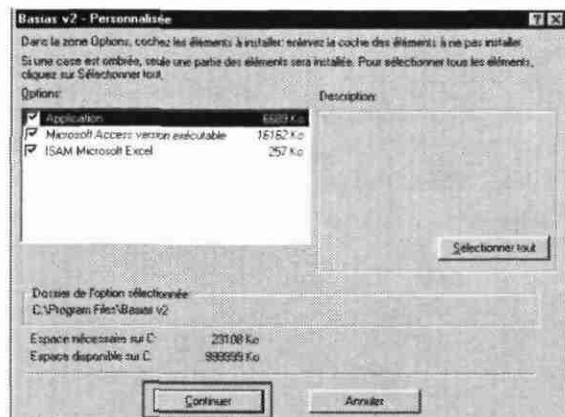 Basias v2 - Personnalisée
Dans la zone Options, cochez les éléments à installer; enlevez la coche des éléments à ne pas installer.
Si une case est ombrée, seule une partie des éléments sera installée. Pour sélectionner tous les éléments,
cliquez sur Sélectionner tout.
Options:
Description:
Application 6689 Ko
Microsoft Access version exécutable 16162 Ko
ISAM Microsoft Excel 257 Ko
Sélectionner tout
Dossier de l'option sélectionnée
C:\Program Files\Basias v2
Espace nécessaire sur C: 23108 Ko
Espace disponible sur C: 999999 Ko
Continuer
Annuler